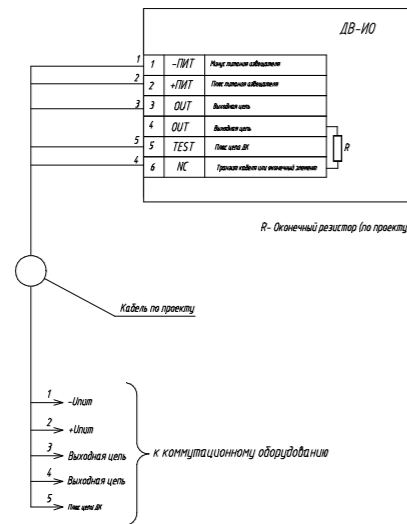 ДВ-ИО
1 1 -ПИТ Минус питания извещателя
2 2 +ПИТ Плюс питания извещателя
3 3 OUT Выходная цепь
4 OUT Выходная цепь
5 5 TEST Плюс цепи ДК
4 6 NC Транзит кабеля или оконечный элемент
R
R- Оконечный резистор (по проекту
Кабель по проекту
1 -Uпит
2 +Uпит
3 Выходная цепь
4 Выходная цепь
5 Плюс цепи ДК
к коммутационному оборудованию